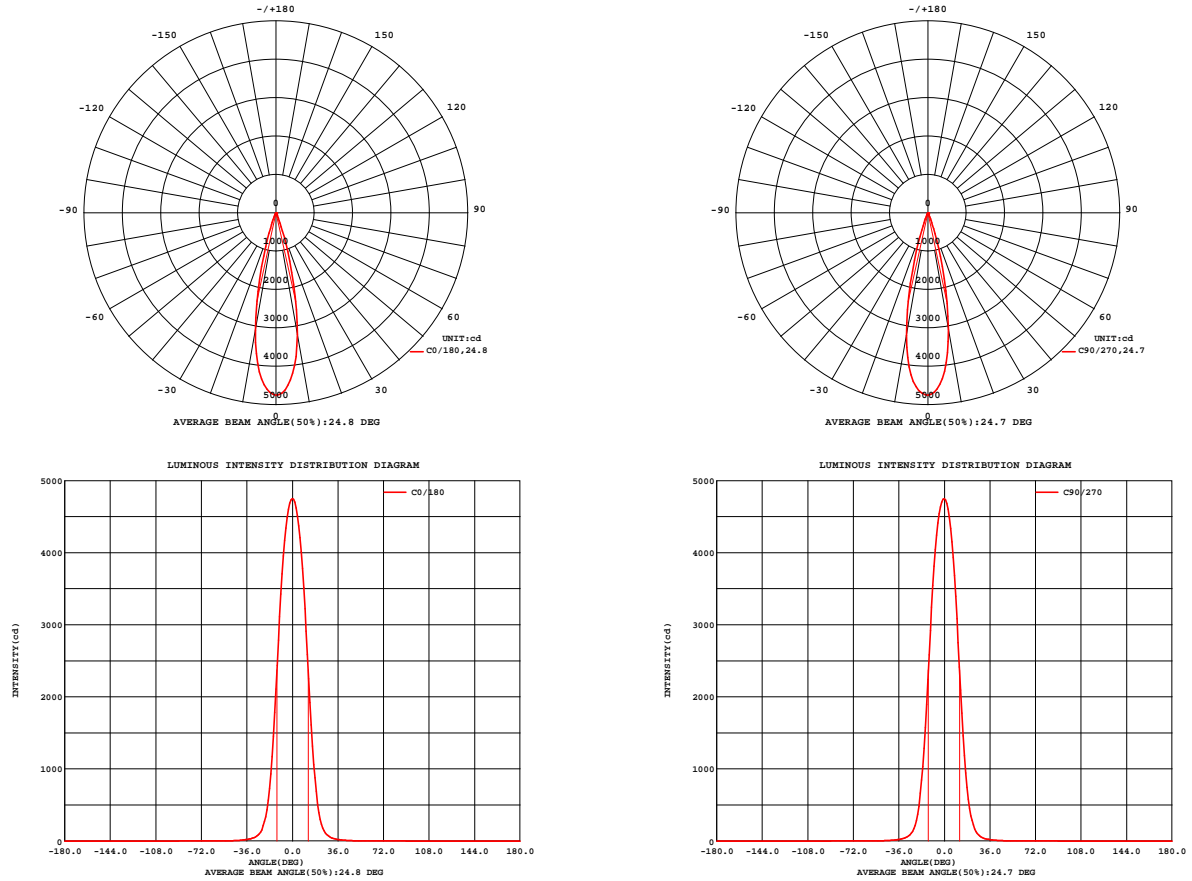 -/+180
-150 150
-120 120
-90 90
-60 60
-30 30
0
0
1000
2000
3000
4000
5000
UNIT:cd
C0/180,24.8
AVERAGE BEAM ANGLE(50%):24.8 DEG
-/+180
-150 150
-120 120
-90 90
-60 60
-30 30
0
0
1000
2000
3000
4000
5000
UNIT:cd
C90/270,24.7
AVERAGE BEAM ANGLE(50%):24.7 DEG
LUMINOUS INTENSITY DISTRIBUTION DIAGRAM
C0/180
5000
4000
3000
2000
1000
0
INTENSITY(cd)
-180.0 -144.0 -108.0 -72.0 -36.0 0.0 36.0 72.0 108.0 144.0 180.0
ANGLE(DEG)
AVERAGE BEAM ANGLE(50%):24.8 DEG
LUMINOUS INTENSITY DISTRIBUTION DIAGRAM
C90/270
5000
4000
3000
2000
1000
0
INTENSITY(cd)
-180.0 -144.0 -108.0 -72.0 -36.0 0.0 36.0 72.0 108.0 144.0 180.0
ANGLE(DEG)
AVERAGE BEAM ANGLE(50%):24.7 DEG